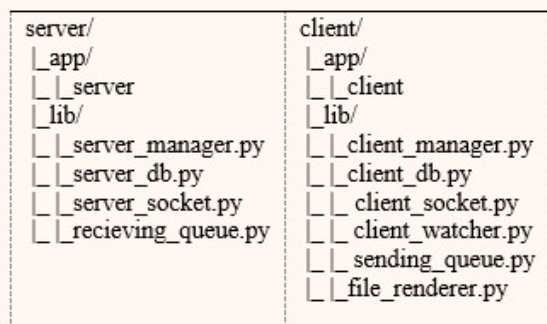 server/
|_app/
|_ |_server
|_lib/
|_ |_server_manager.py
|_ |_server_db.py
|_ |_server_socket.py
|_ |_recieving_queue.py
client/
|_app/
|_ |_client
|_lib/
|_ |_client_manager.py
|_ |_client_db.py
|_ |_ client_socket.py
|_ |_ client_watcher.py
|_ |_ sending_queue.py
|_ |_file_renderer.py